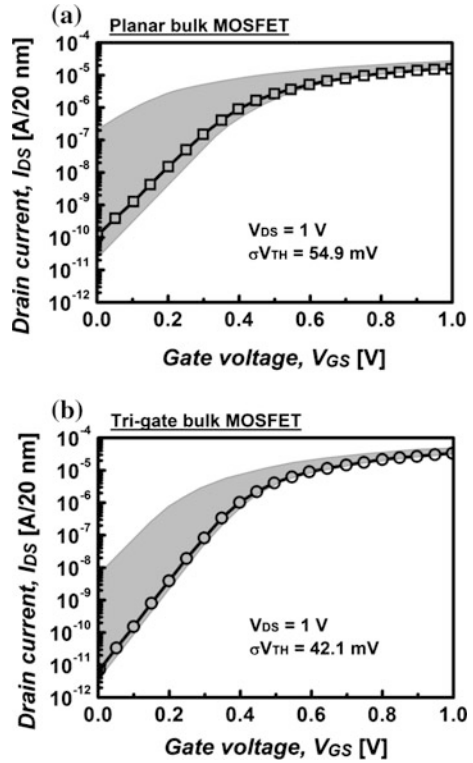 (a)
Planar bulk MOSFET
Drain current, IDS [A/20 nm]
10-4
10-5
10-6
10-7
10-8
10-9
10-10
10-11
10-12
VDS = 1 V
σVTH = 54.9 mV
0.0 0.2 0.4 0.6 0.8 1.0
Gate voltage, VGS [V]
(b)
Tri-gate bulk MOSFET
Drain current, IDS [A/20 nm]
10-4
10-5
10-6
10-7
10-8
10-9
10-10
10-11
10-12
VDS = 1 V
σVTH = 42.1 mV
0.0 0.2 0.4 0.6 0.8 1.0
Gate voltage, VGS [V]